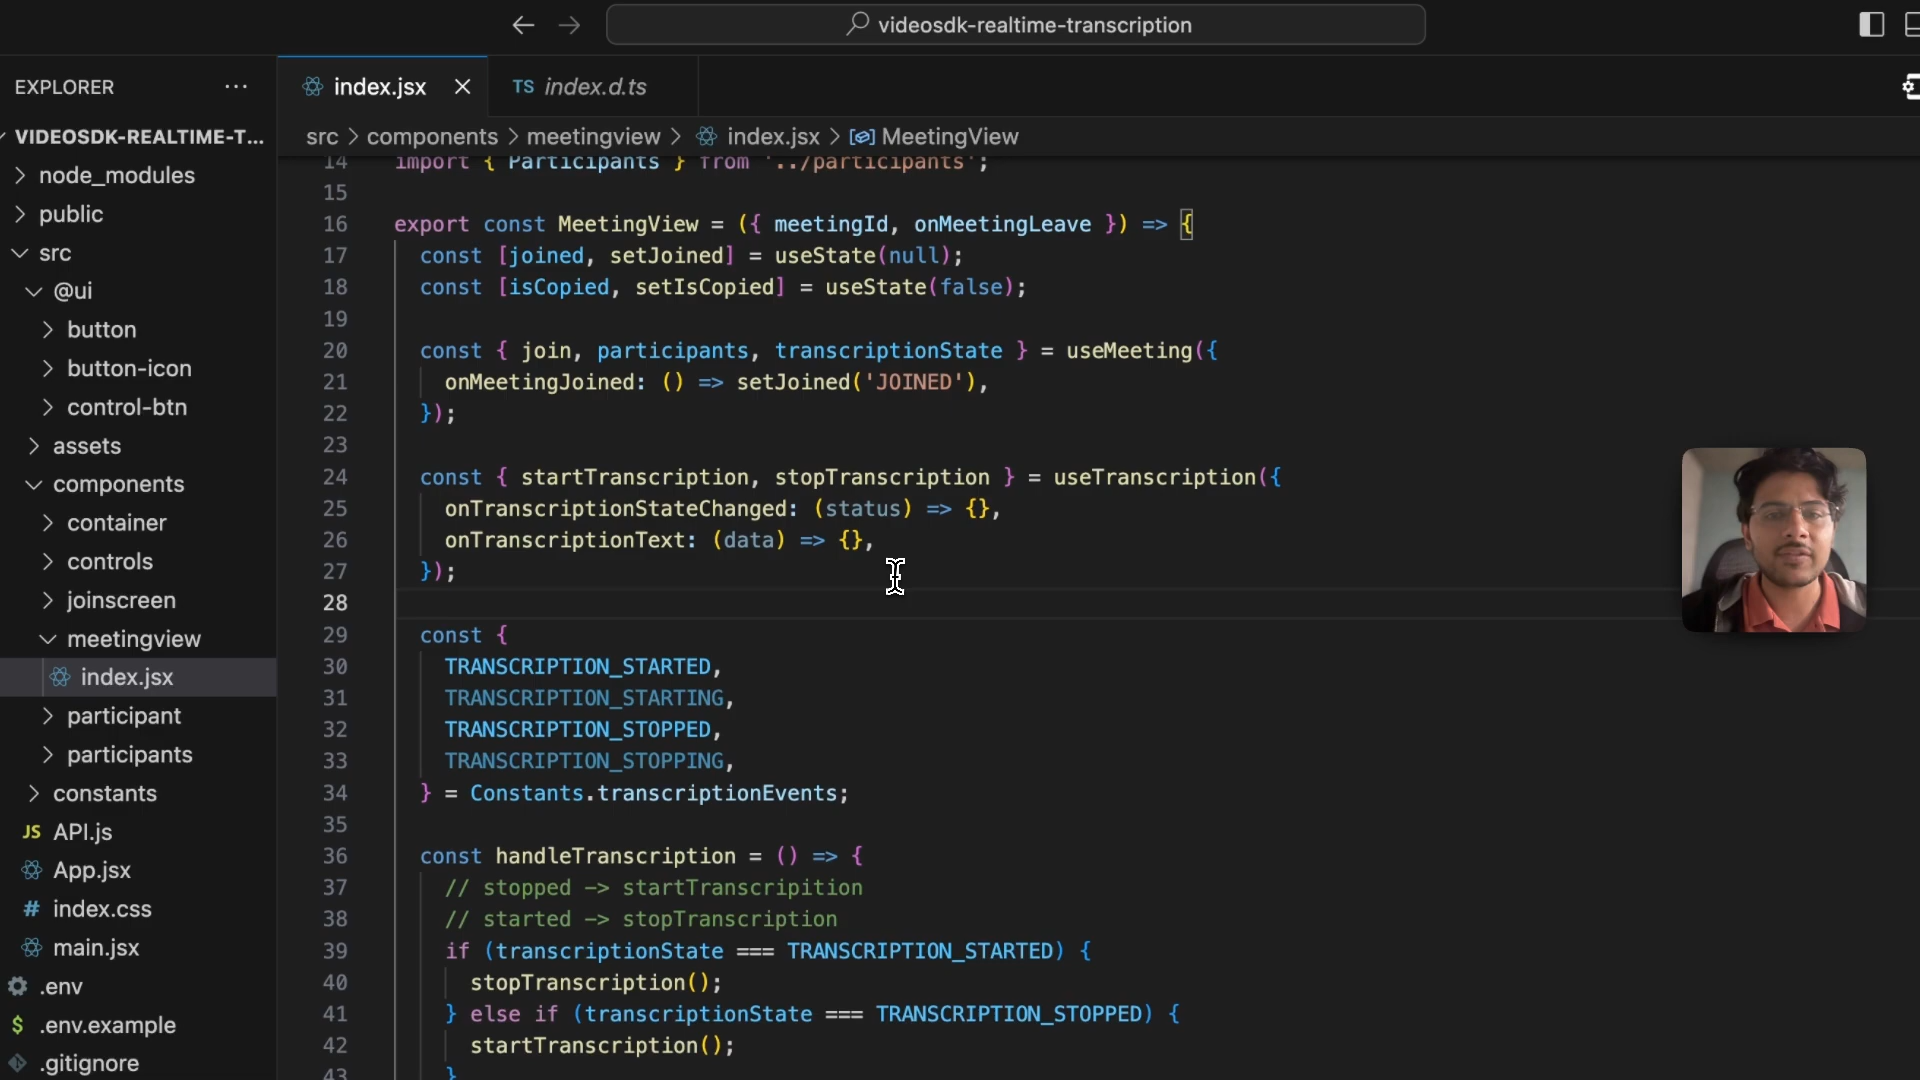 videosdk-realtime-transcription
EXPLORER ...
index.jsx
TS index.d.ts
VIDEOSDK-REALTIME-T...
src > components > meetingview > index.jsx > MeetingView
node_modules
public
src
@ui
button
button-icon
control-btn
assets
components
container
controls
joinscreen
meetingview
index.jsx
participant
participants
constants
JS API.js
App.jsx
# index.css
main.jsx
.env
$ .env.example
.gitignore
14 import { Participants } from '../participants';
15
16 export const MeetingView = ({ meetingId, onMeetingLeave }) => {
17 const [joined, setJoined] = useState(null);
18 const [isCopied, setIsCopied] = useState(false);
19
20 const { join, participants, transcriptionState } = useMeeting({
21 onMeetingJoined: () => setJoined('JOINED'),
22 });
23
24 const { startTranscription, stopTranscription } = useTranscription({
25 onTranscriptionStateChanged: (status) => {},
26 onTranscriptionText: (data) => {},
27 });
28
29 const {
30 TRANSCRIPTION_STARTED,
31 TRANSCRIPTION_STARTING,
32 TRANSCRIPTION_STOPPED,
33 TRANSCRIPTION_STOPPING,
34 } = Constants.transcriptionEvents;
35
36 const handleTranscription = () => {
37 // stopped -> startTranscripition
38 // started -> stopTranscription
39 if (transcriptionState === TRANSCRIPTION_STARTED) {
40 stopTranscription();
41 } else if (transcriptionState === TRANSCRIPTION_STOPPED) {
42 startTranscription();
43 }